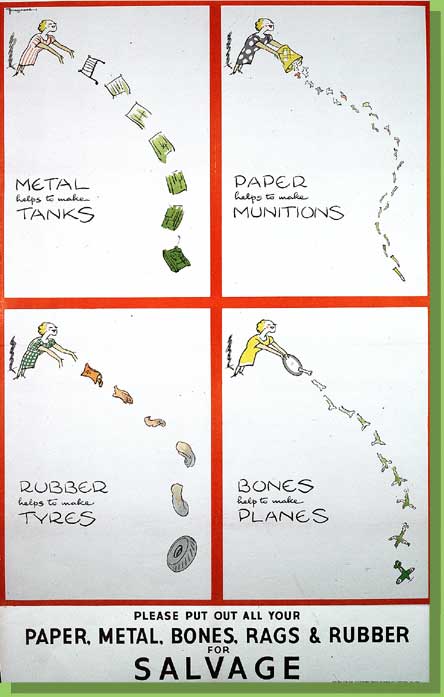 METAL
helps to make
TANKS
PAPER
helps to make
MUNITIONS
RUBBER
helps to make
TYRES
BONES
help to make
PLANES
PLEASE PUT OUT ALL YOUR
PAPER, METAL, BONES, RAGS & RUBBER
FOR
SALVAGE